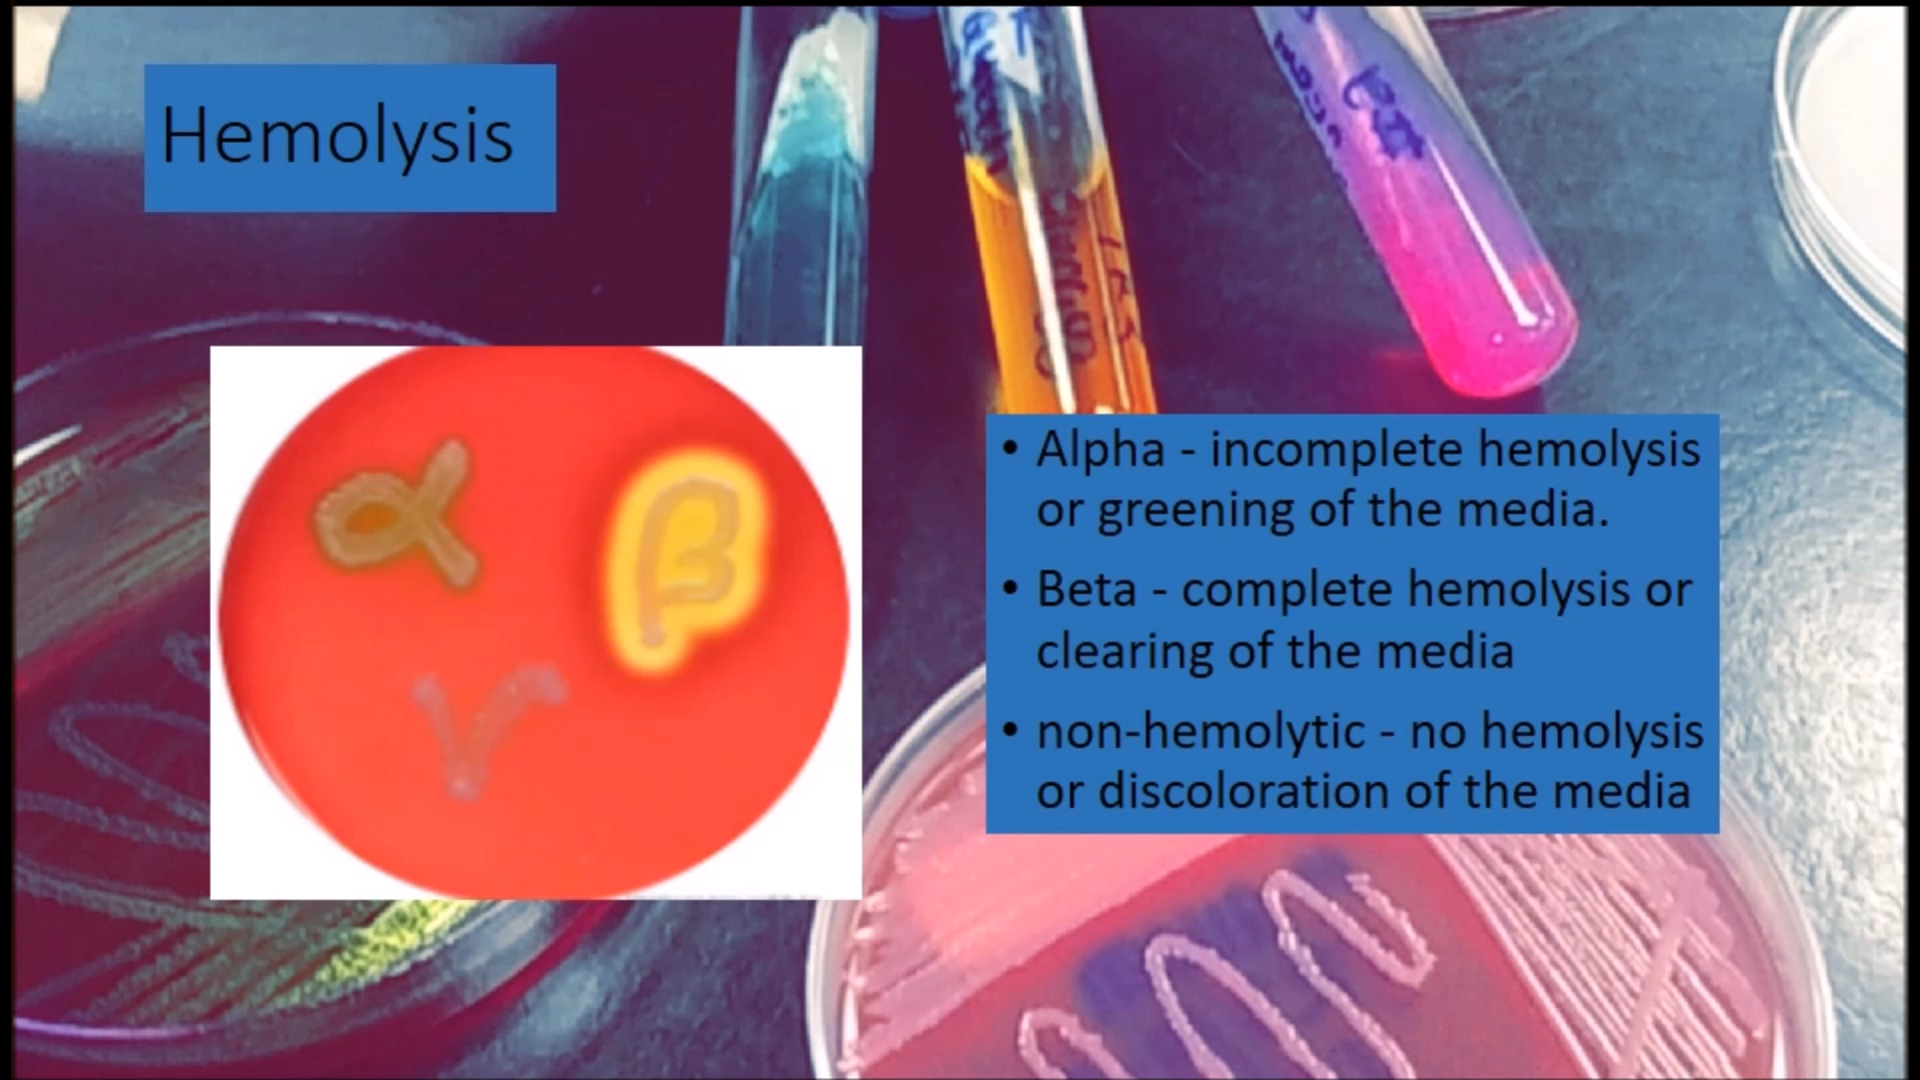 Hemolysis
α
β
γ
• Alpha - incomplete hemolysis
or greening of the media.
• Beta - complete hemolysis or
clearing of the media
• non-hemolytic - no hemolysis
or discoloration of the media